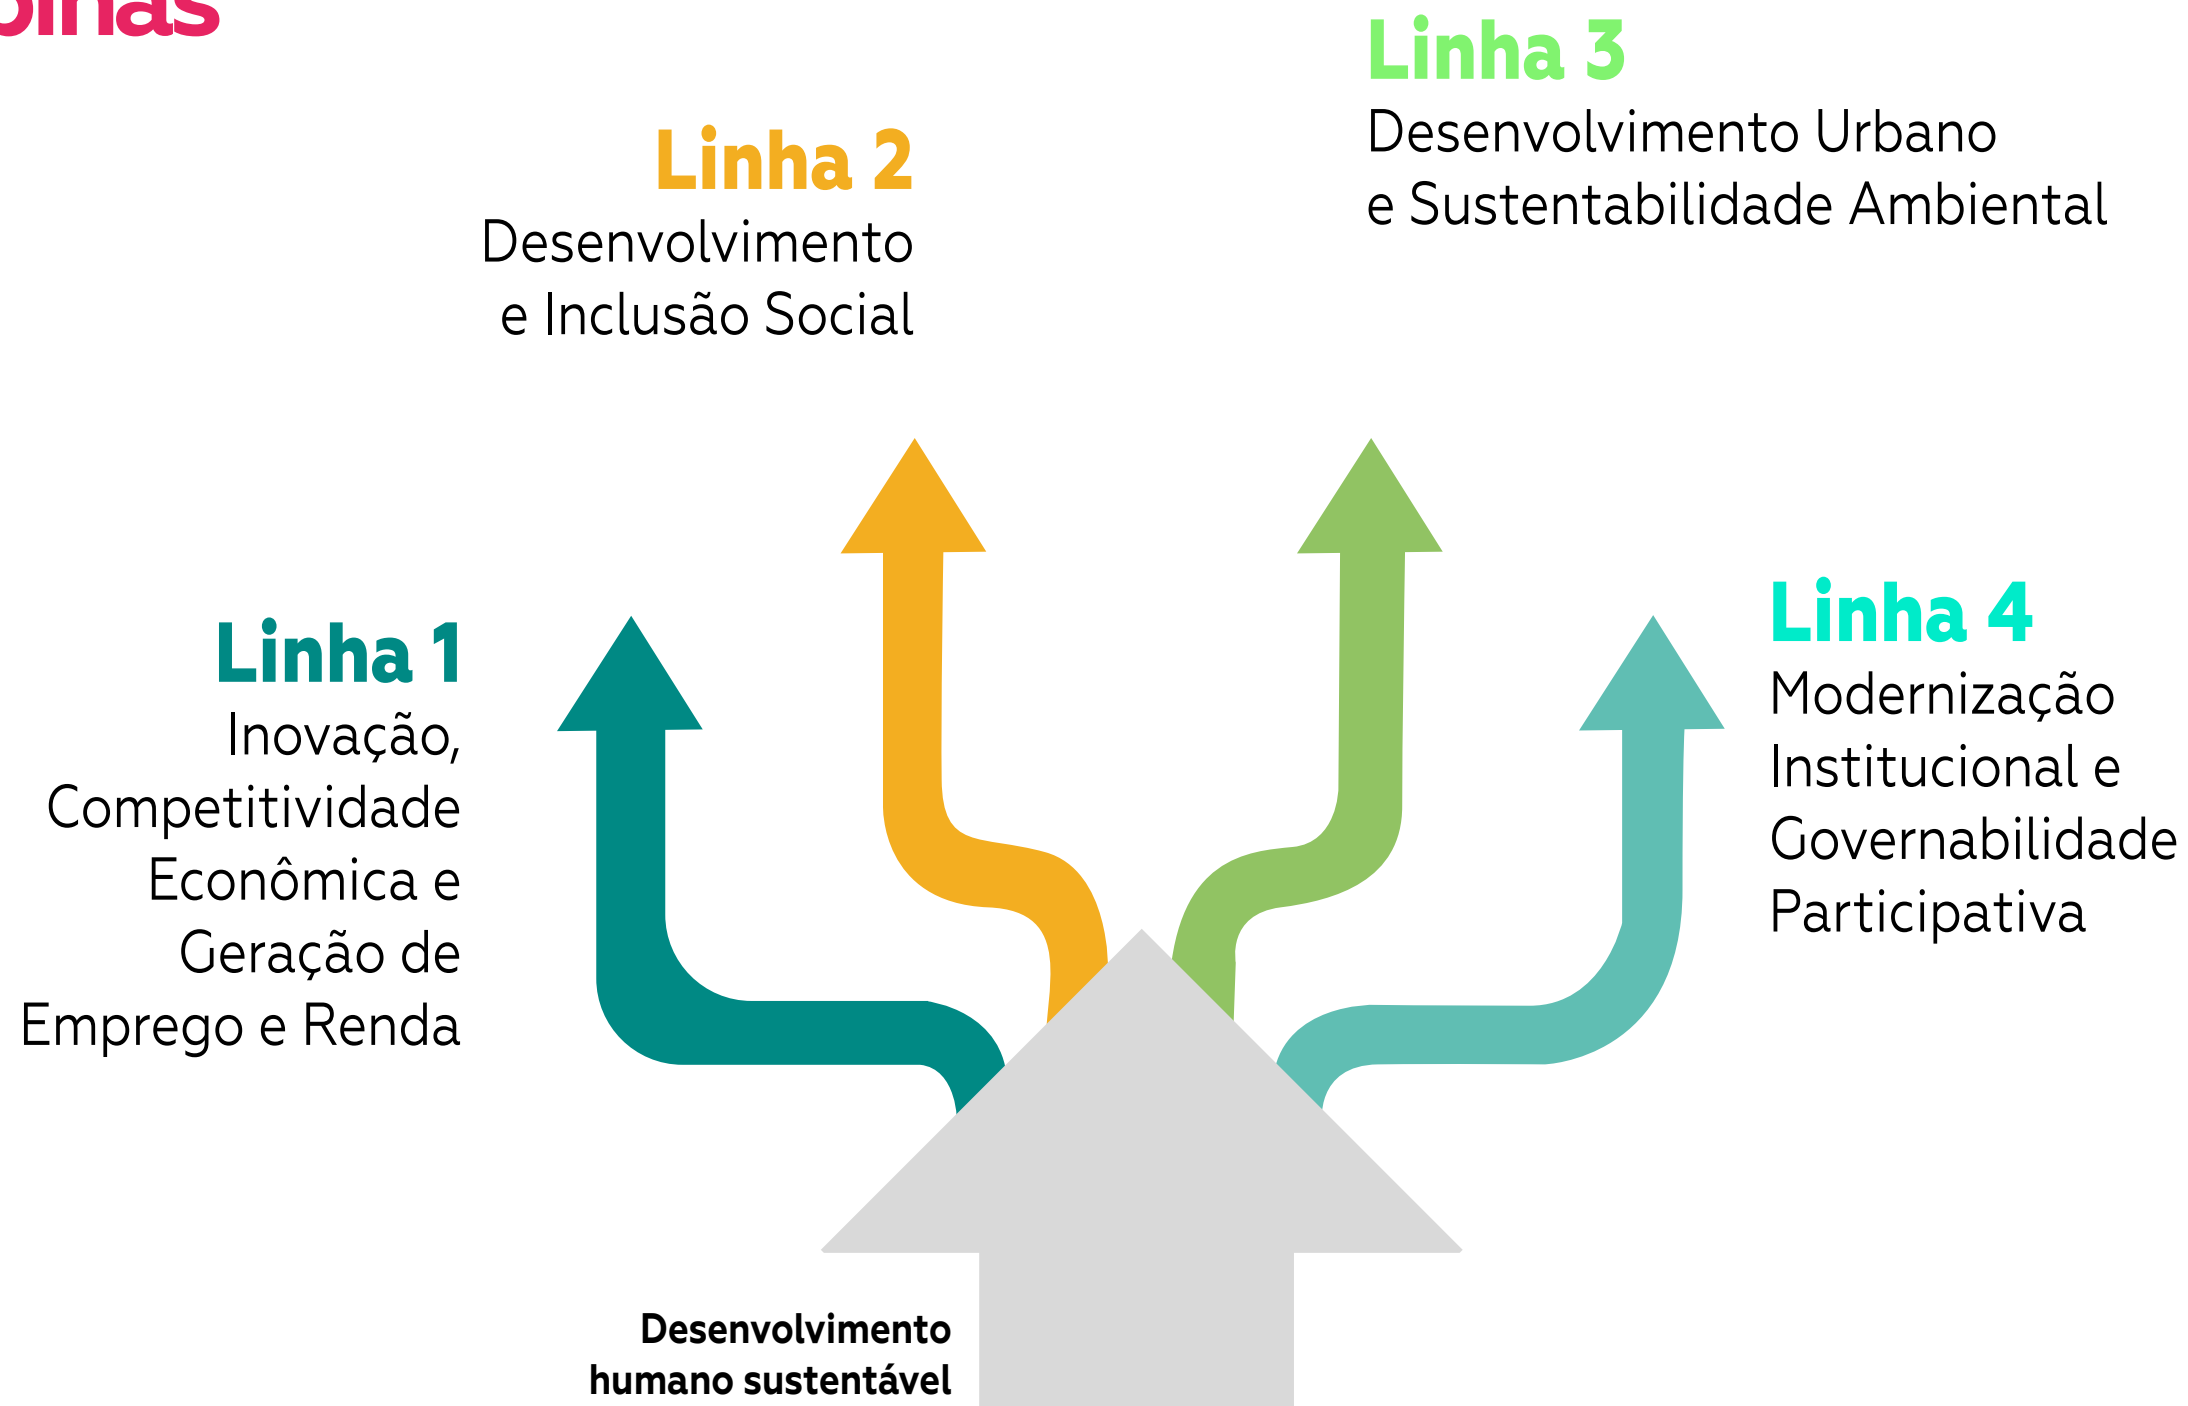 Linha 3
Desenvolvimento Urbano
e Sustentabilidade Ambiental
Linha 2
Desenvolvimento
e Inclusão Social
Linha 1
Inovação,
Competitividade
Econômica e
Geração de
Emprego e Renda
Linha 4
Modernização
Institucional e
Governabilidade
Participativa
Desenvolvimento
humano sustentável